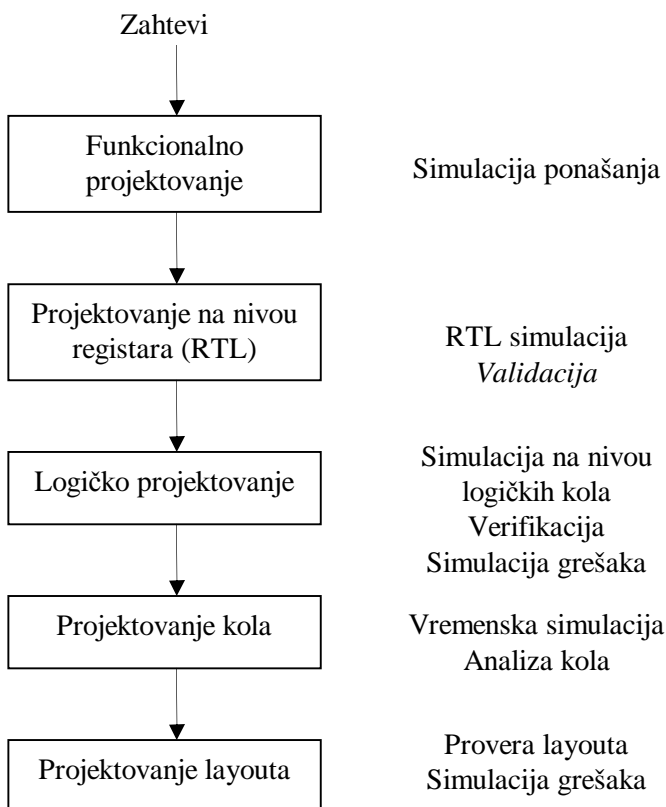 Zahtevi
Funkcionalno
projektovanje
Simulacija ponašanja
Projektovanje na nivou
registara (RTL)
RTL simulacija
Validacija
Logičko projektovanje
Simulacija na nivou
logičkih kola
Verifikacija
Simulacija grešaka
Projektovanje kola
Vremenska simulacija
Analiza kola
Projektovanje layouta
Provera layouta
Simulacija grešaka